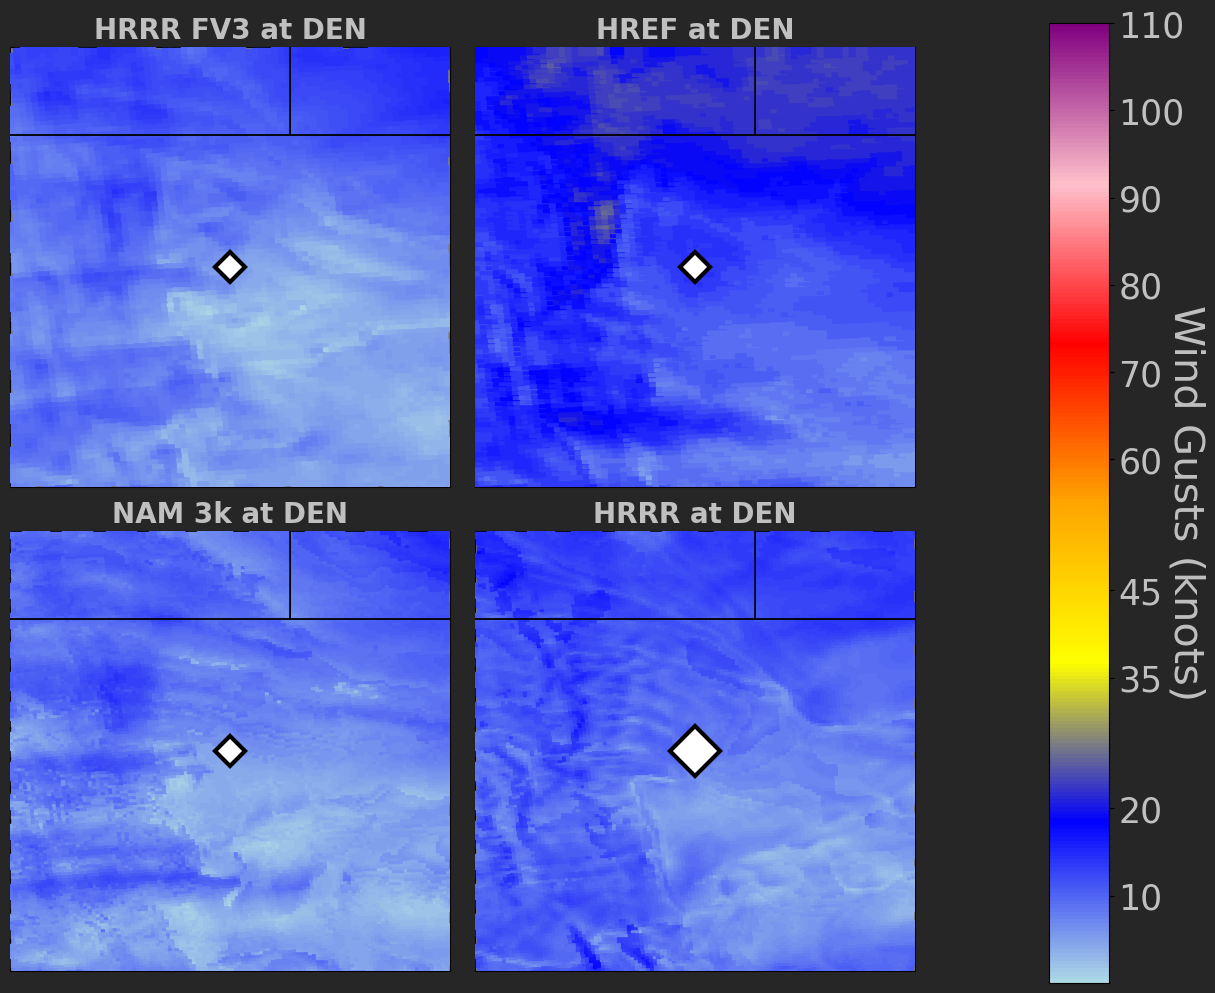 HRRR FV3 at DEN
HREF at DEN
NAM 3k at DEN
HRRR at DEN
110
100
90
80
70
60
45
35
20
10
Wind Gusts (knots)